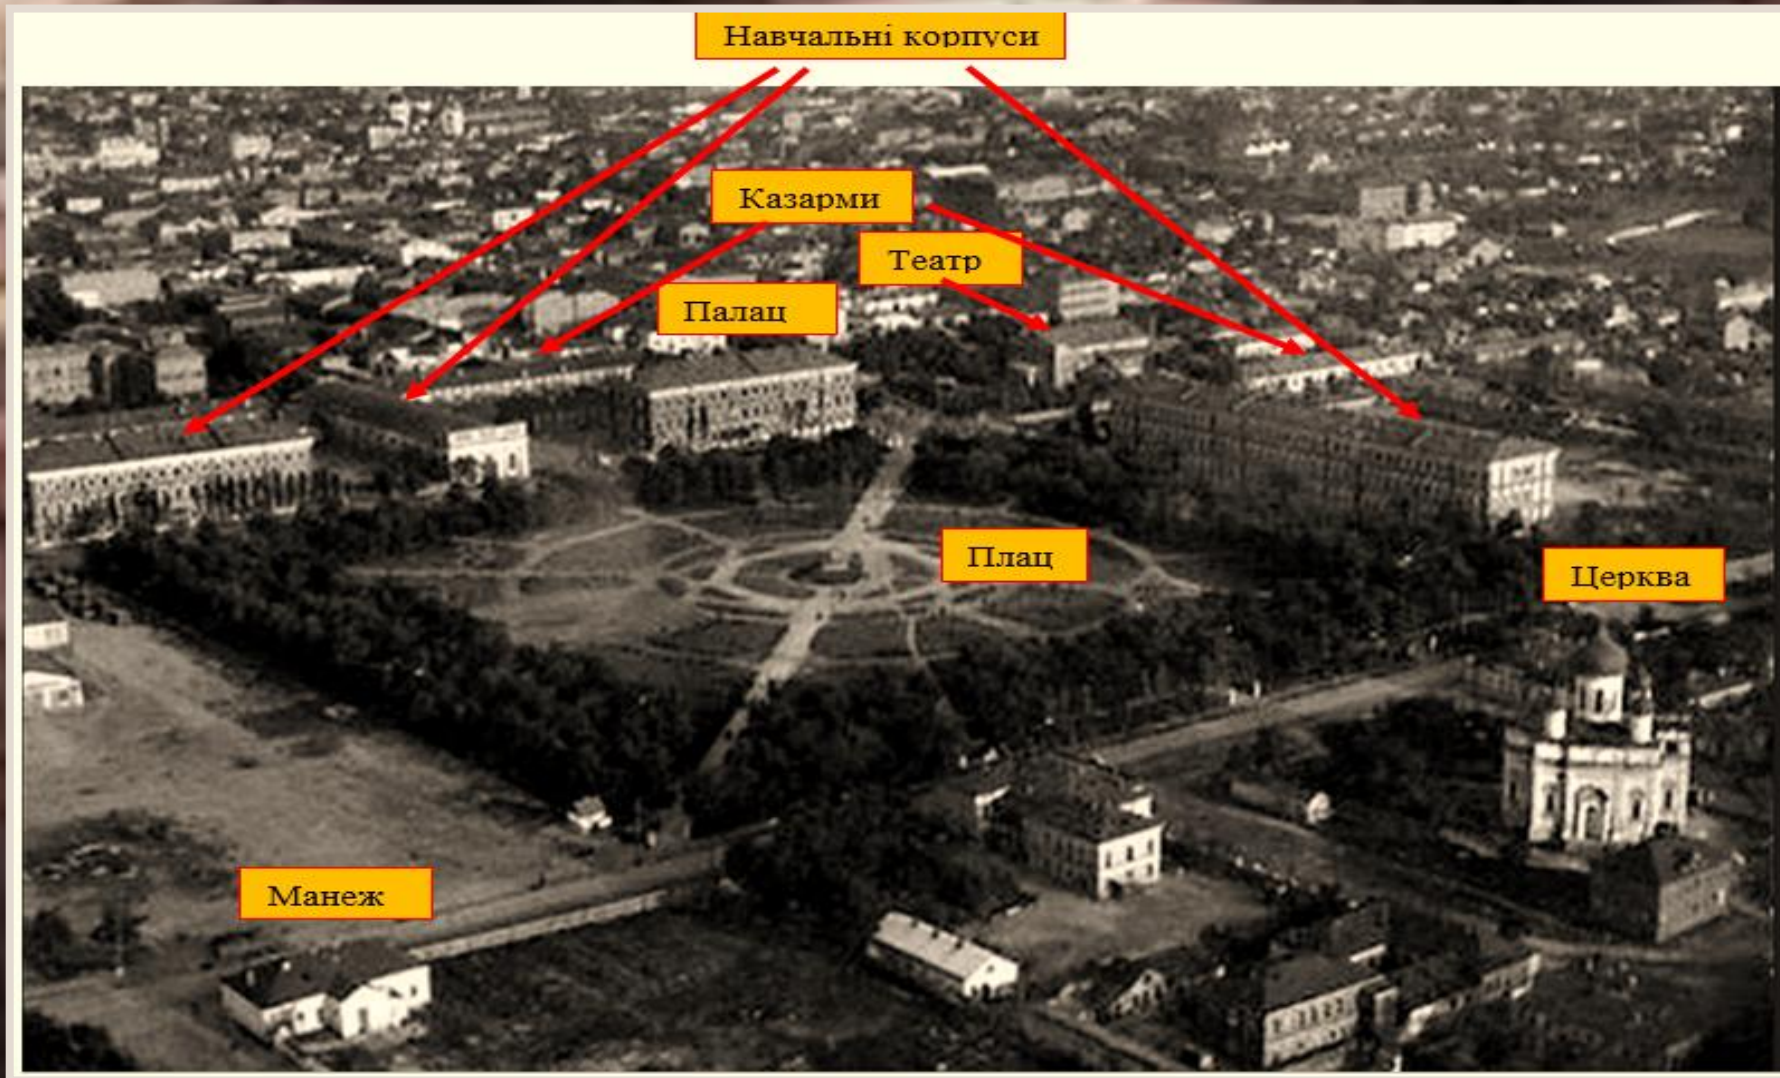 Навчальні корпуси
Казарми
Театр
Палац
Плац
Церква
Манеж